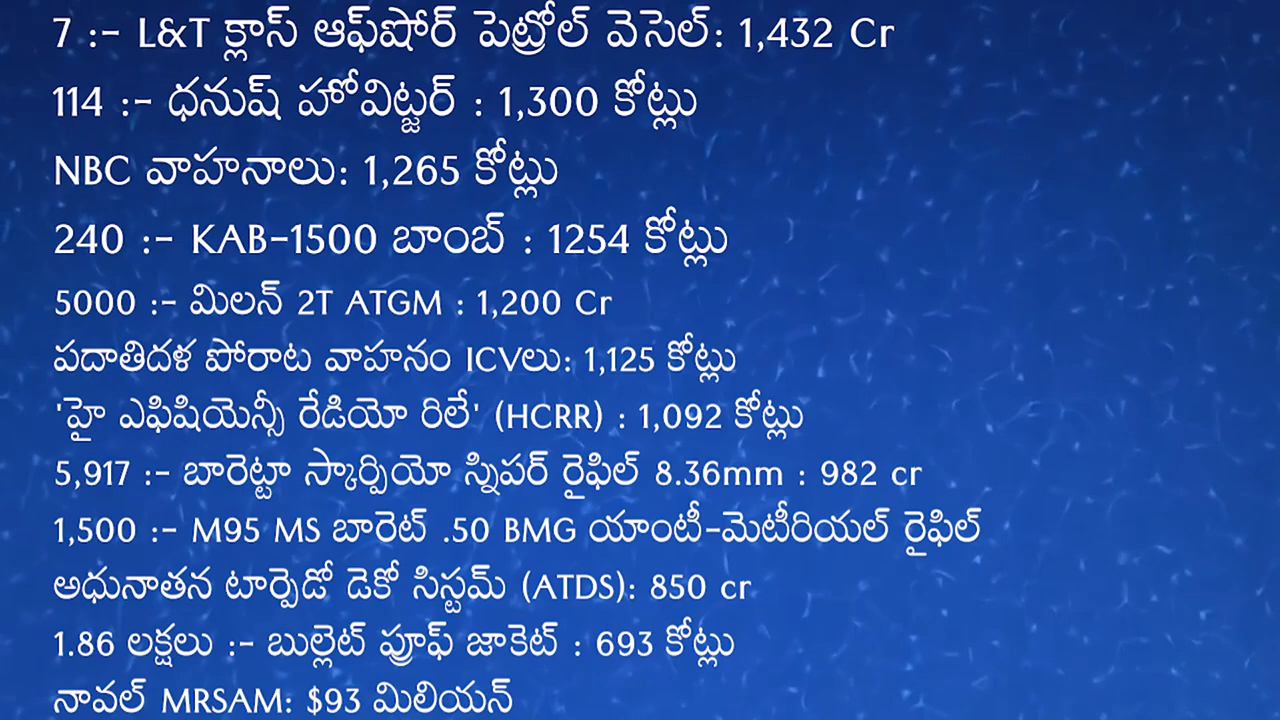 7 :- L&T క్లాస్ ఆఫ్‌షోర్ పెట్రోల్ వెసెల్: 1,432 Cr
114 :- ధనుష్ హోవిట్జర్ : 1,300 కోట్లు
NBC వాహనాలు: 1,265 కోట్లు
240 :- KAB-1500 బాంబ్ : 1254 కోట్లు
5000 :- మిలన్ 2T ATGM : 1,200 Cr
పదాతిదళ పోరాట వాహనం ICVలు: 1,125 కోట్లు
'హై ఎఫిషియెన్సీ రేడియో రిలే' (HCRR) : 1,092 కోట్లు
5,917 :- బారెట్టా స్కార్పియో స్నిపర్ రైఫిల్ 8.36mm : 982 cr
1,500 :- M95 MS బారెట్ .50 BMG యాంటీ-మెటీరియల్ రైఫిల్
అధునాతన టార్పెడో డెకో సిస్టమ్ (ATDS): 850 cr
1.86 లక్షలు :- బుల్లెట్ ప్రూఫ్ జాకెట్ : 693 కోట్లు
నావల్ MRSAM: $93 మిలియన్